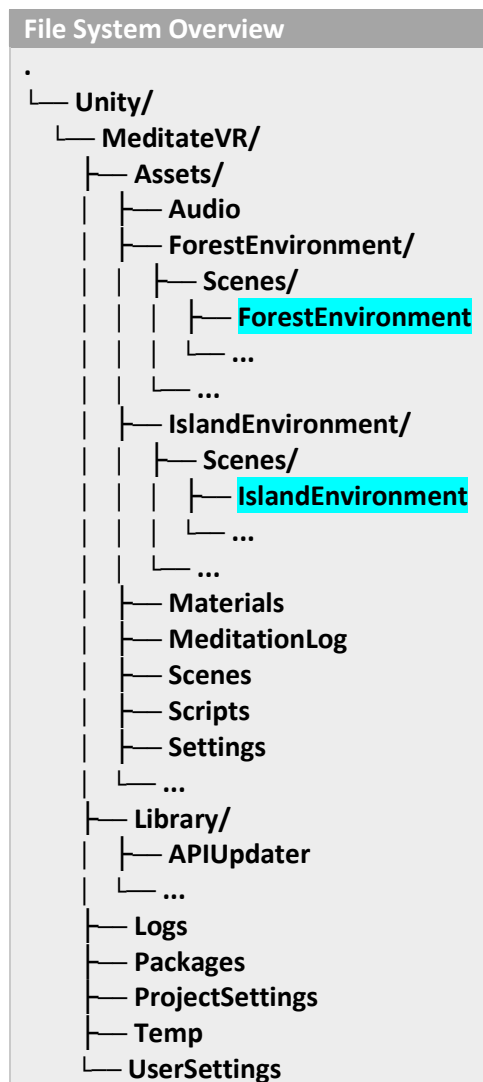 File System Overview
.
└── Unity/
└── MeditateVR/
├── Assets/
│ ├── Audio
│ ├── ForestEnvironment/
│ │ ├── Scenes/
│ │ │ ├── ForestEnvironment
│ │ │ └── ...
│ │ └── ...
│ ├── IslandEnvironment/
│ │ ├── Scenes/
│ │ │ ├── IslandEnvironment
│ │ │ └── ...
│ │ └── ...
│ ├── Materials
│ ├── MeditationLog
│ ├── Scenes
│ ├── Scripts
│ ├── Settings
│ └── ...
├── Library/
│ ├── APIUpdater
│ └── ...
├── Logs
├── Packages
├── ProjectSettings
├── Temp
└── UserSettings